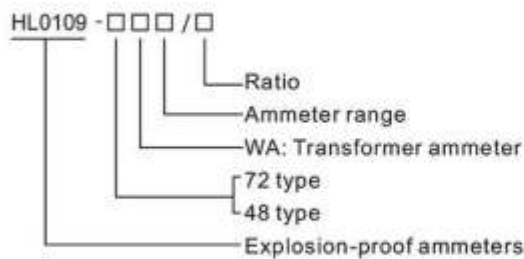 HL0109-□□□/□
Ratio
Ammeter range
WA: Transformer ammeter
72 type
48 type
Explosion-proof ammeters